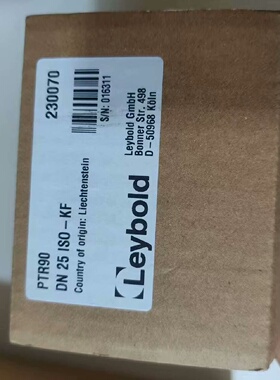 PTR90
DN 25 ISO-KF
Country of origin: Liechtenstein
230070
S/N: 016311
Leybold
Leybold GmbH
Bonner Str. 498
D - 50968 Köln